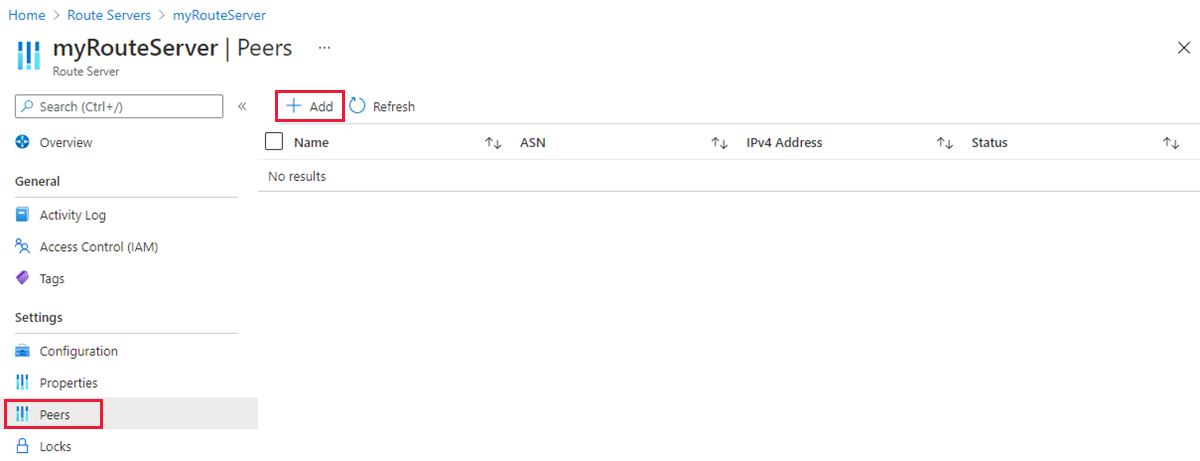 Home > Route Servers > myRouteServer
myRouteServer | Peers ...
Route Server
Search (Ctrl+/) «
Add Refresh
Overview
Name ASN IPv4 Address Status
No results
General
Activity Log
Access Control (IAM)
Tags
Settings
Configuration
Properties
Peers
Locks